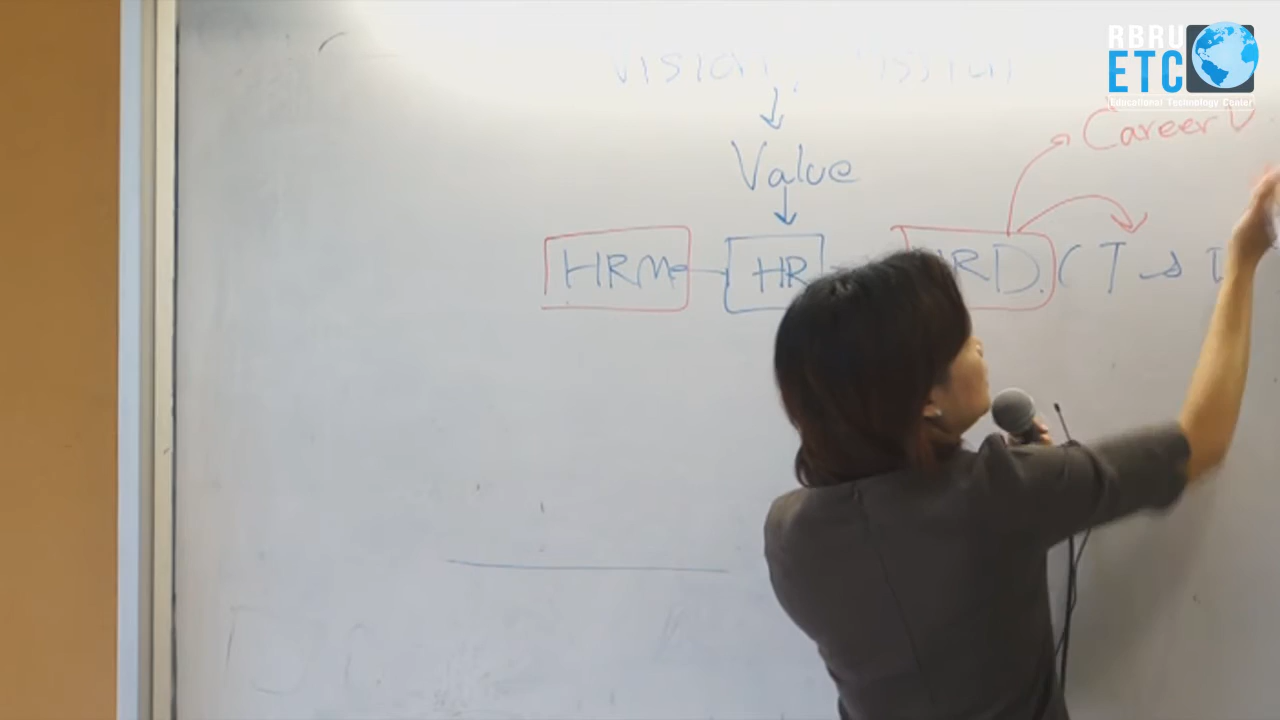 RBRU
ETC
Educational Technology Center
Vision, Mission
Career D
Value
HRM HR HRD (T → D